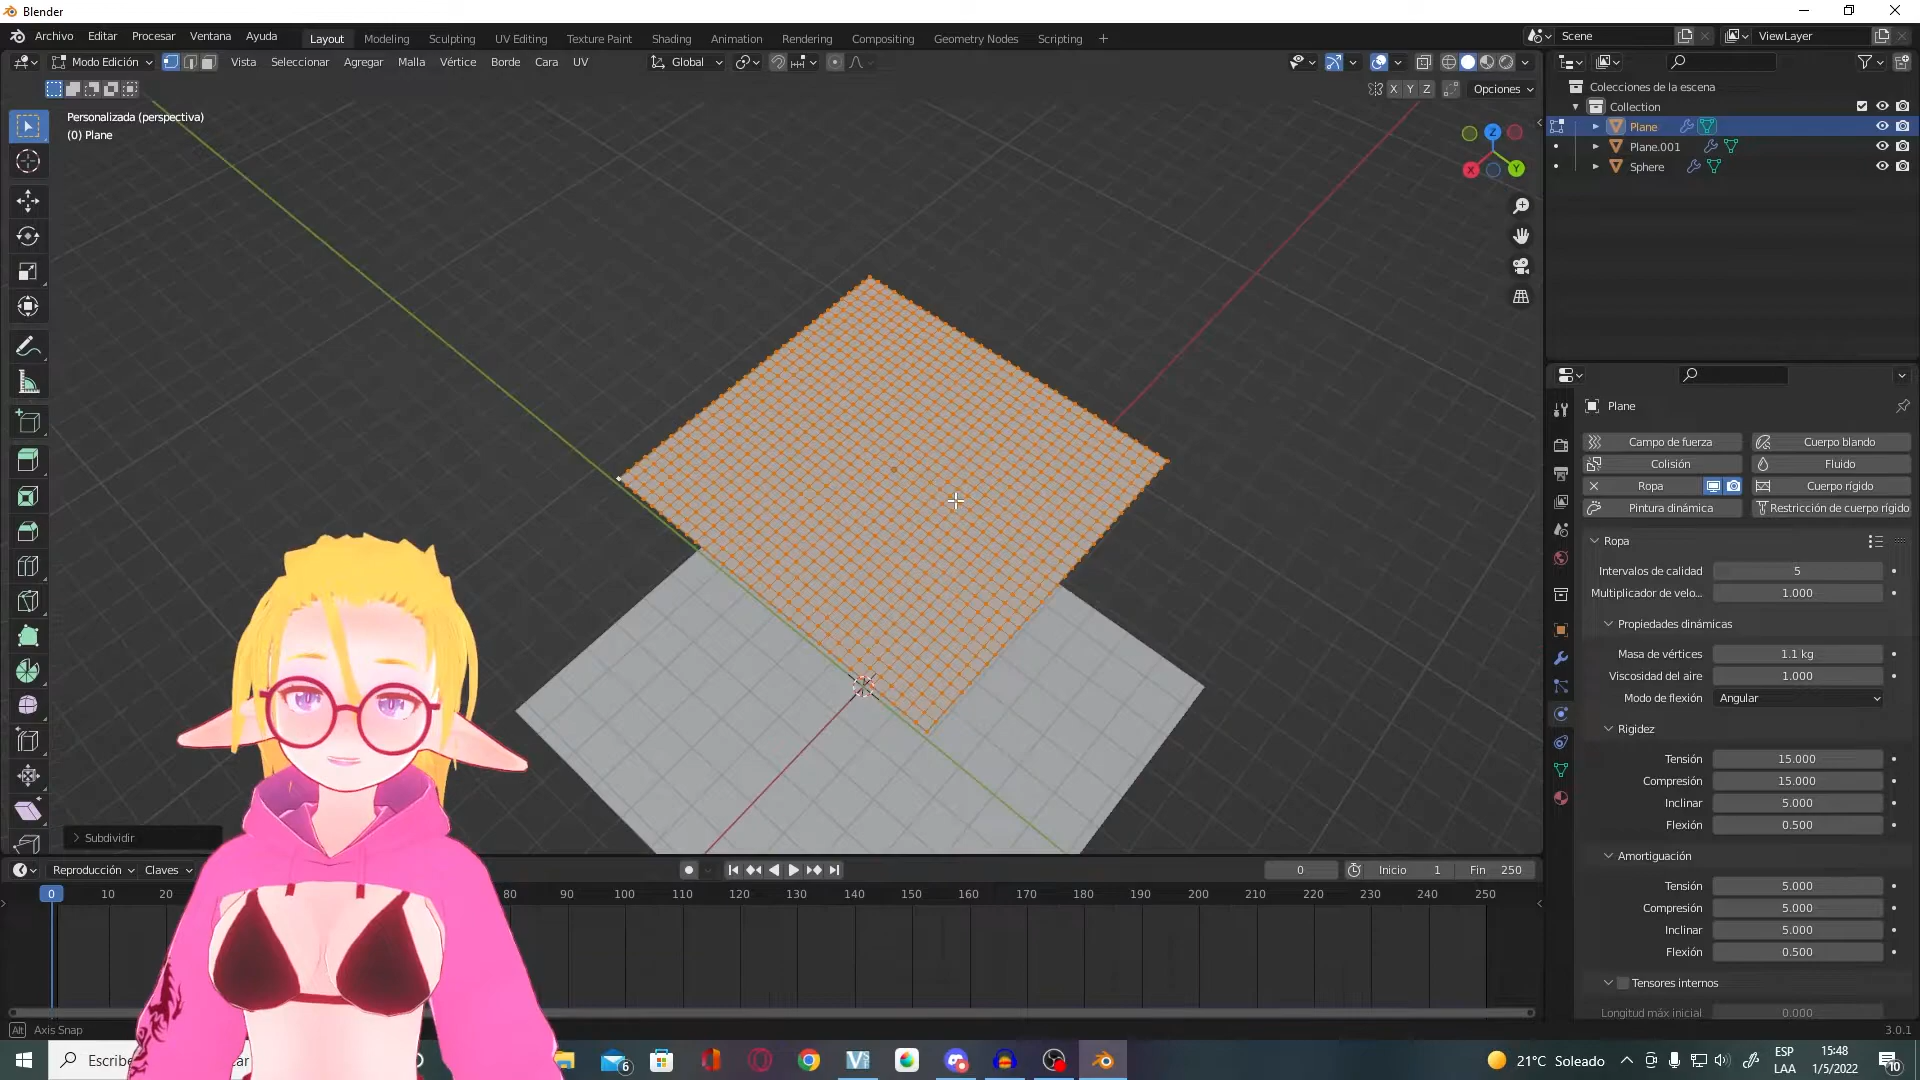 Blender
Archivo Editar Procesar Ventana Ayuda Layout Modeling Sculpting UV Editing Texture Paint Shading Animation Rendering Compositing Geometry Nodes Scripting + Scene ViewLayer
Modo Edición Vista Seleccionar Agregar Malla Vértice Borde Cara UV Global
X Y Z Opciones
Personalizada (perspectiva)
(0) Plane
Z
X Y
Colecciones de la escena
Collection
Plane
Plane.001
Sphere
Plane
Campo de fuerza Cuerpo blando
Colisión Fluido
Ropa Cuerpo rígido
Pintura dinámica Restricción de cuerpo rígido
Ropa
Intervalos de calidad 5
Multiplicador de velo... 1.000
Propiedades dinámicas
Masa de vértices 1.1 kg
Viscosidad del aire 1.000
Modo de flexión Angular
Rigidez
Tensión 15.000
Compresión 15.000
Inclinar 5.000
Flexión 0.500
Amortiguación
Tensión 5.000
Compresión 5.000
Inclinar 5.000
Flexión 0.500
Tensores internos
Longitud máx inicial 0.000
Subdividir
Reproducción Claves 0 Inicio 1 Fin 250
0 10 20 80 90 100 110 120 130 140 150 160 170 180 190 200 210 220 230 240 250
Alt Axis Snap 3.0.1
Escribe car 6 21°C Soleado ESP LAA 15:48 1/5/2022 10